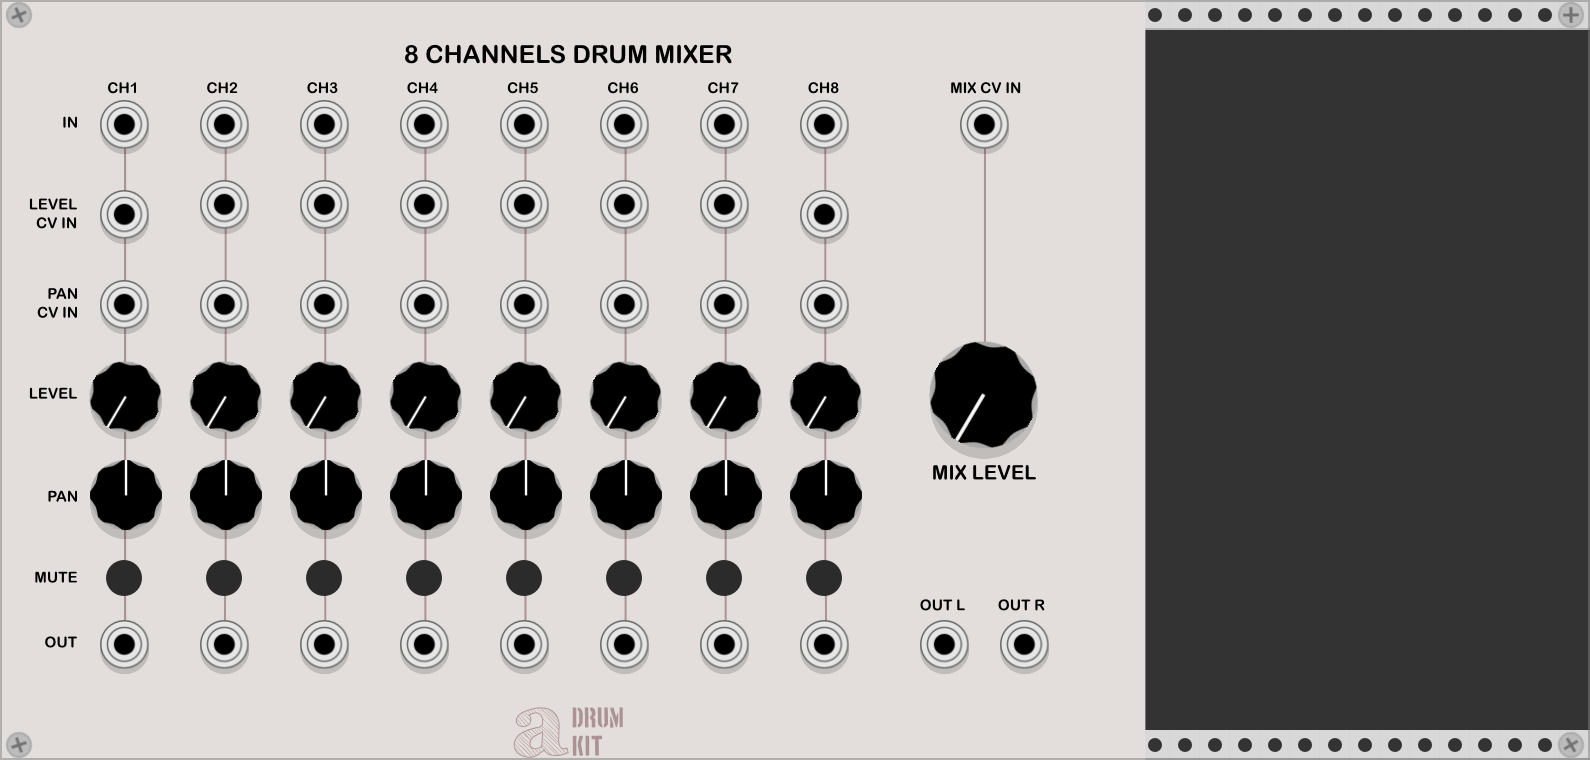 8 CHANNELS DRUM MIXER
CH1 CH2 CH3 CH4 CH5 CH6 CH7 CH8 MIX CV IN
IN
LEVEL
CV IN
PAN
CV IN
LEVEL
MIX LEVEL
PAN
MUTE
OUT L OUT R
OUT
a DRUM
KIT